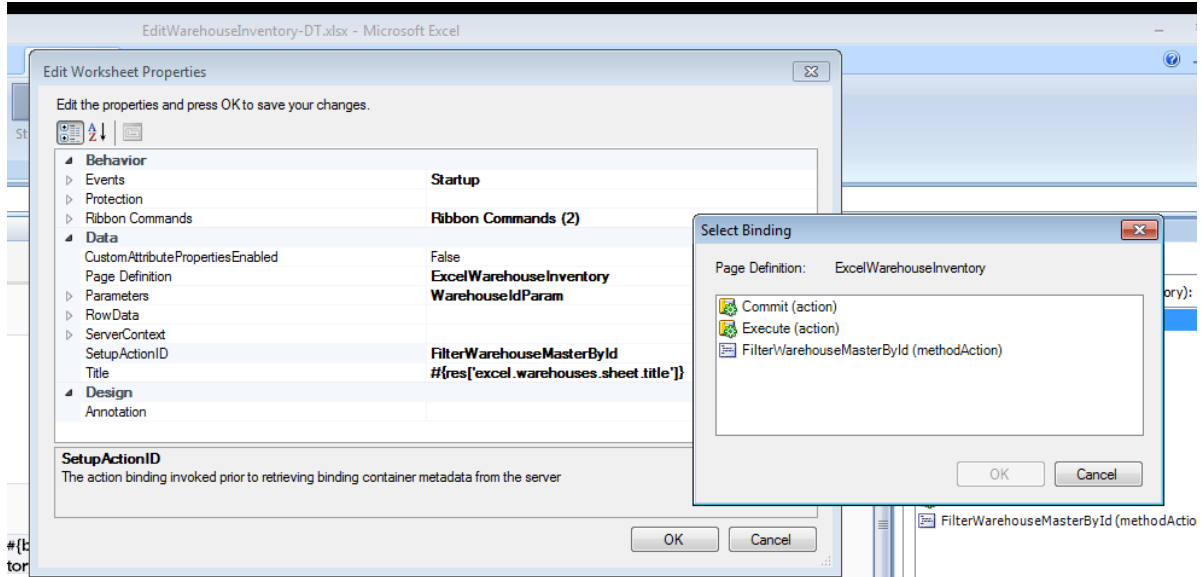 EditWarehouseInventory-DT.xlsx - Microsoft Excel
Edit Worksheet Properties
Edit the properties and press OK to save your changes.
St
Behavior
Events Startup
Protection
Ribbon Commands Ribbon Commands (2)
Data
CustomAttributePropertiesEnabled False
Page Definition ExcelWarehouseInventory
Parameters WarehouseIdParam
RowData
ServerContext
SetupActionID FilterWarehouseMasterById
Title #{res['excel.warehouses.sheet.title']}
Design
Annotation
SetupActionID
The action binding invoked prior to retrieving binding container metadata from the server
OK Cancel
Select Binding
Page Definition: ExcelWarehouseInventory
Commit (action)
Execute (action)
FilterWarehouseMasterById (methodAction)
OK Cancel
ory):
FilterWarehouseMasterById (methodActio
#{b
tor